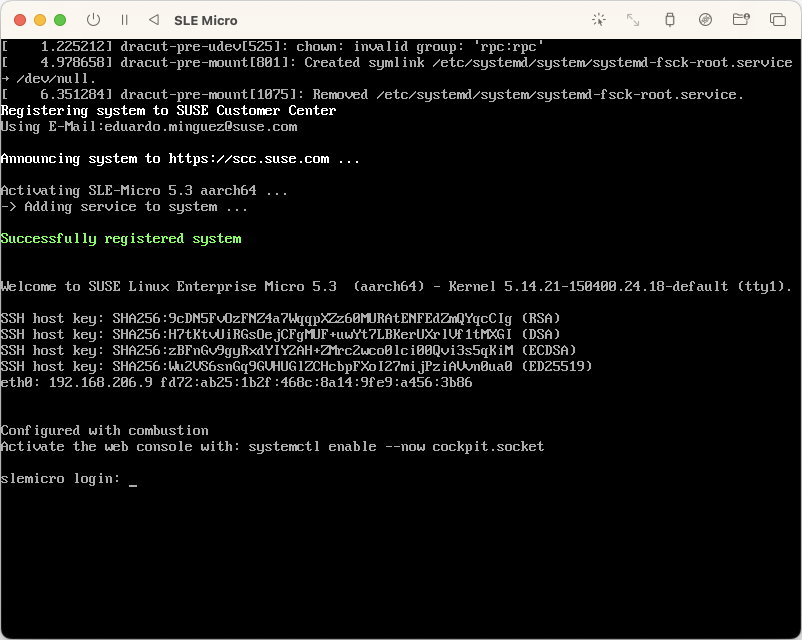 SLE Micro
[    1.225212] dracut-pre-udev[525]: chown: invalid group: 'rpc:rpc'
[    4.978658] dracut-pre-mount[801]: Created symlink /etc/systemd/system/systemd-fsck-root.service
→ /dev/null.
[    6.351284] dracut-pre-mount[1075]: Removed /etc/systemd/system/systemd-fsck-root.service.
Registering system to SUSE Customer Center
Using E-Mail:eduardo.minguez@suse.com
Announcing system to https://scc.suse.com ...
Activating SLE-Micro 5.3 aarch64 ...
-> Adding service to system ...
Successfully registered system
Welcome to SUSE Linux Enterprise Micro 5.3  (aarch64) - Kernel 5.14.21-150400.24.18-default (tty1).
SSH host key: SHA256:9cDN5FvOzFNZ4a7WqqpXZz60MURAtENFEdZmQYqcCIg (RSA)
SSH host key: SHA256:H7tKtvUiRGsOejCFgMUF+uwYt7LBKerUXrlVf1tMXGI (DSA)
SSH host key: SHA256:zBFnGv9gyRxdYIY2AH+ZMrc2wco0lci00Qvi3s5qKiM (ECDSA)
SSH host key: SHA256:Wu2VS6snGq9GVHUGlZCHcbpFXoI27mijPziAVvn0ua0 (ED25519)
eth0: 192.168.206.9 fd72:ab25:1b2f:468c:8a14:9fe9:a456:3b86
Configured with combustion
Activate the web console with: systemctl enable --now cockpit.socket
slemicro login: _